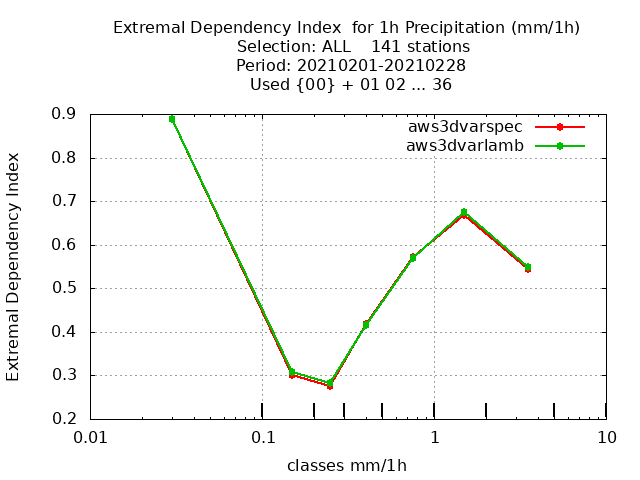 Extremal Dependency Index  for 1h Precipitation (mm/1h)
Selection: ALL    141 stations
Period: 20210201-20210228
Used {00} + 01 02 ... 36
aws3dvarspec
aws3dvarlamb
Extremal Dependency Index
0.9
0.8
0.7
0.6
0.5
0.4
0.3
0.2
0.01
0.1
1
10
classes mm/1h